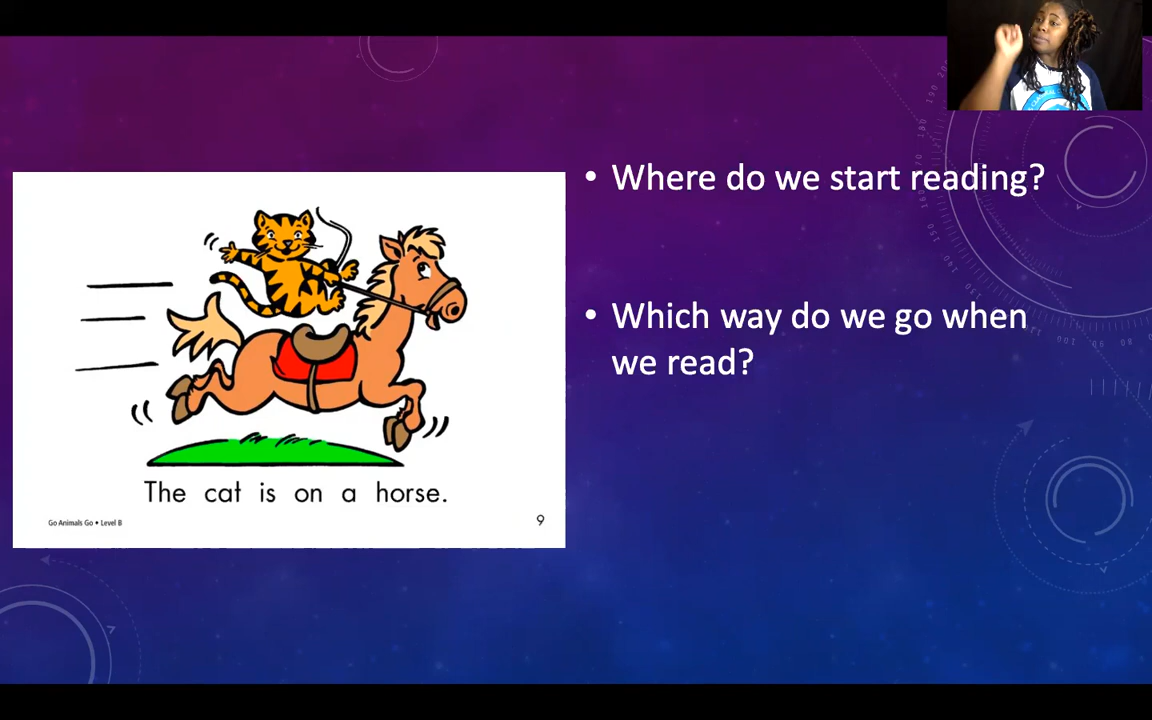 The cat is on a horse.
Go Animals Go • Level B
9
• Where do we start reading?
• Which way do we go when
we read?